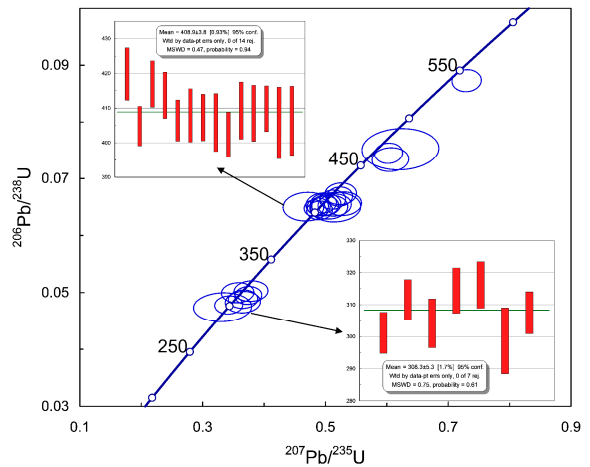 Mean = 408.9±3.8 [0.93%] 95% conf.
Wtd by data-pt errs only, 0 of 14 rej.
MSWD = 0.47, probability = 0.94
430
420
410
400
390
0.09
0.07
0.05
0.03
206Pb/238U
550
450
350
250
330
320
310
300
290
280
Mean = 308.3±5.3 [1.7%] 95% conf.
Wtd by data-pt errs only, 0 of 7 rej.
MSWD = 0.75, probability = 0.61
0.1 0.3 0.5 0.7 0.9
207Pb/235U